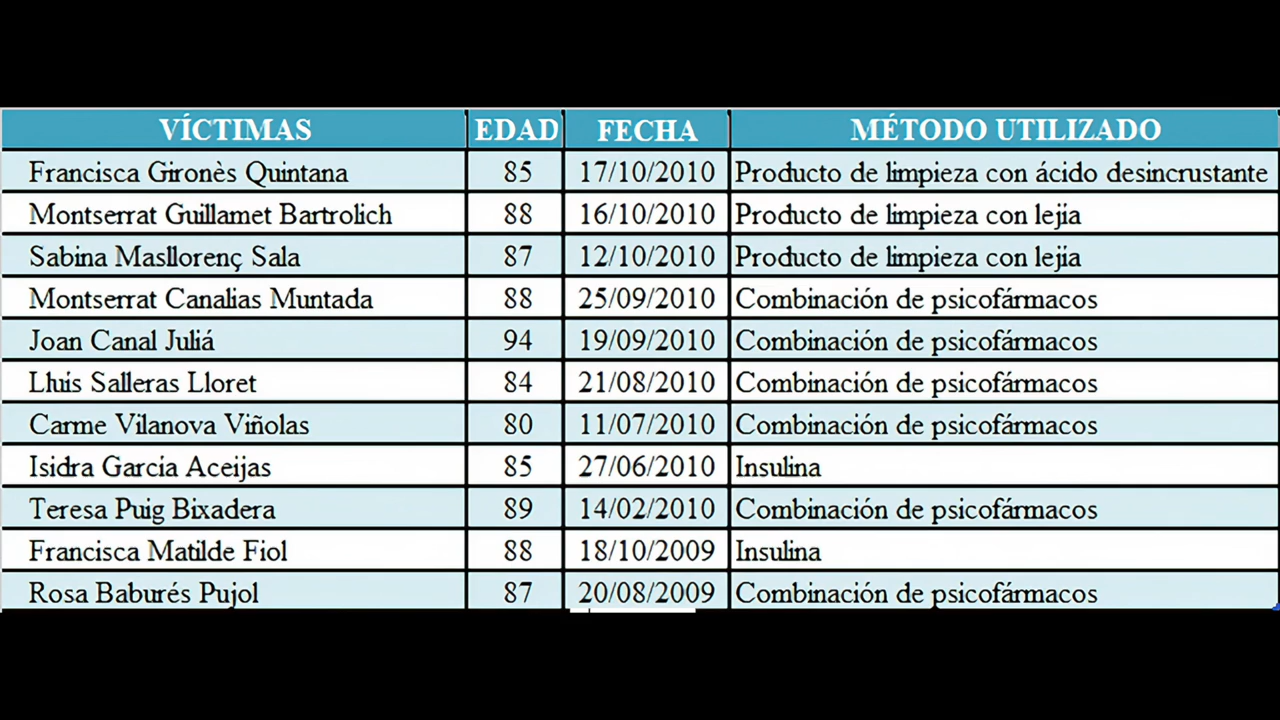 VÍCTIMAS EDAD FECHA MÉTODO UTILIZADO
Francisca Gironès Quintana 85 17/10/2010 Producto de limpieza con ácido desincrustante
Montserrat Guillamet Bartrolich 88 16/10/2010 Producto de limpieza con lejía
Sabina Masllorenç Sala 87 12/10/2010 Producto de limpieza con lejía
Montserrat Canalias Muntada 88 25/09/2010 Combinación de psicofármacos
Joan Canal Juliá 94 19/09/2010 Combinación de psicofármacos
Lluís Salleras Lloret 84 21/08/2010 Combinación de psicofármacos
Carme Vilanova Viñolas 80 11/07/2010 Combinación de psicofármacos
Isidra García Aceijas 85 27/06/2010 Insulina
Teresa Puig Bixadera 89 14/02/2010 Combinación de psicofármacos
Francisca Matilde Fiol 88 18/10/2009 Insulina
Rosa Baburés Pujol 87 20/08/2009 Combinación de psicofármacos